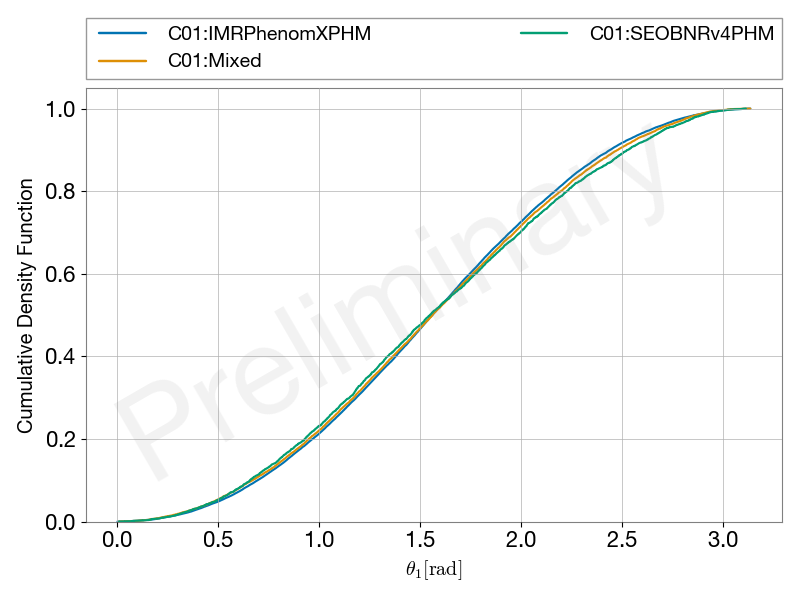 C01:IMRPhenomXPHM C01:SEOBNRv4PHM
C01:Mixed
1.0
0.8
0.6
0.4
0.2
0.0
Cumulative Density Function
Preliminary
0.0 0.5 1.0 1.5 2.0 2.5 3.0
θ₁[rad]